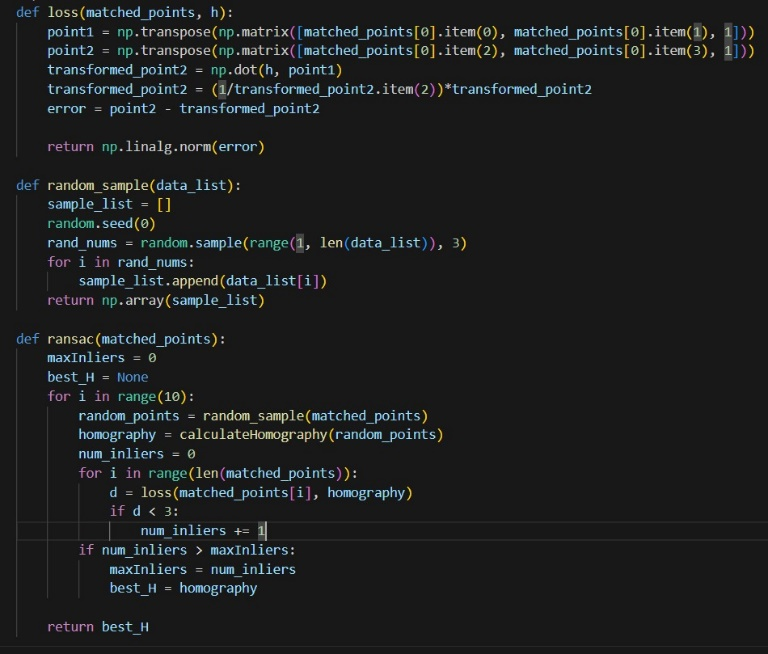 def loss(matched_points, h):
    point1 = np.transpose(np.matrix([matched_points[0].item(0), matched_points[0].item(1), 1]))
    point2 = np.transpose(np.matrix([matched_points[0].item(2), matched_points[0].item(3), 1]))
    transformed_point2 = np.dot(h, point1)
    transformed_point2 = (1/transformed_point2.item(2))*transformed_point2
    error = point2 - transformed_point2
    return np.linalg.norm(error)
def random_sample(data_list):
    sample_list = []
    random.seed(0)
    rand_nums = random.sample(range(1, len(data_list)), 3)
    for i in rand_nums:
        sample_list.append(data_list[i])
    return np.array(sample_list)
def ransac(matched_points):
    maxInliers = 0
    best_H = None
    for i in range(10):
        random_points = random_sample(matched_points)
        homography = calculateHomography(random_points)
        num_inliers = 0
        for i in range(len(matched_points)):
            d = loss(matched_points[i], homography)
            if d < 3:
                num_inliers += 1
        if num_inliers > maxInliers:
            maxInliers = num_inliers
            best_H = homography
    return best_H